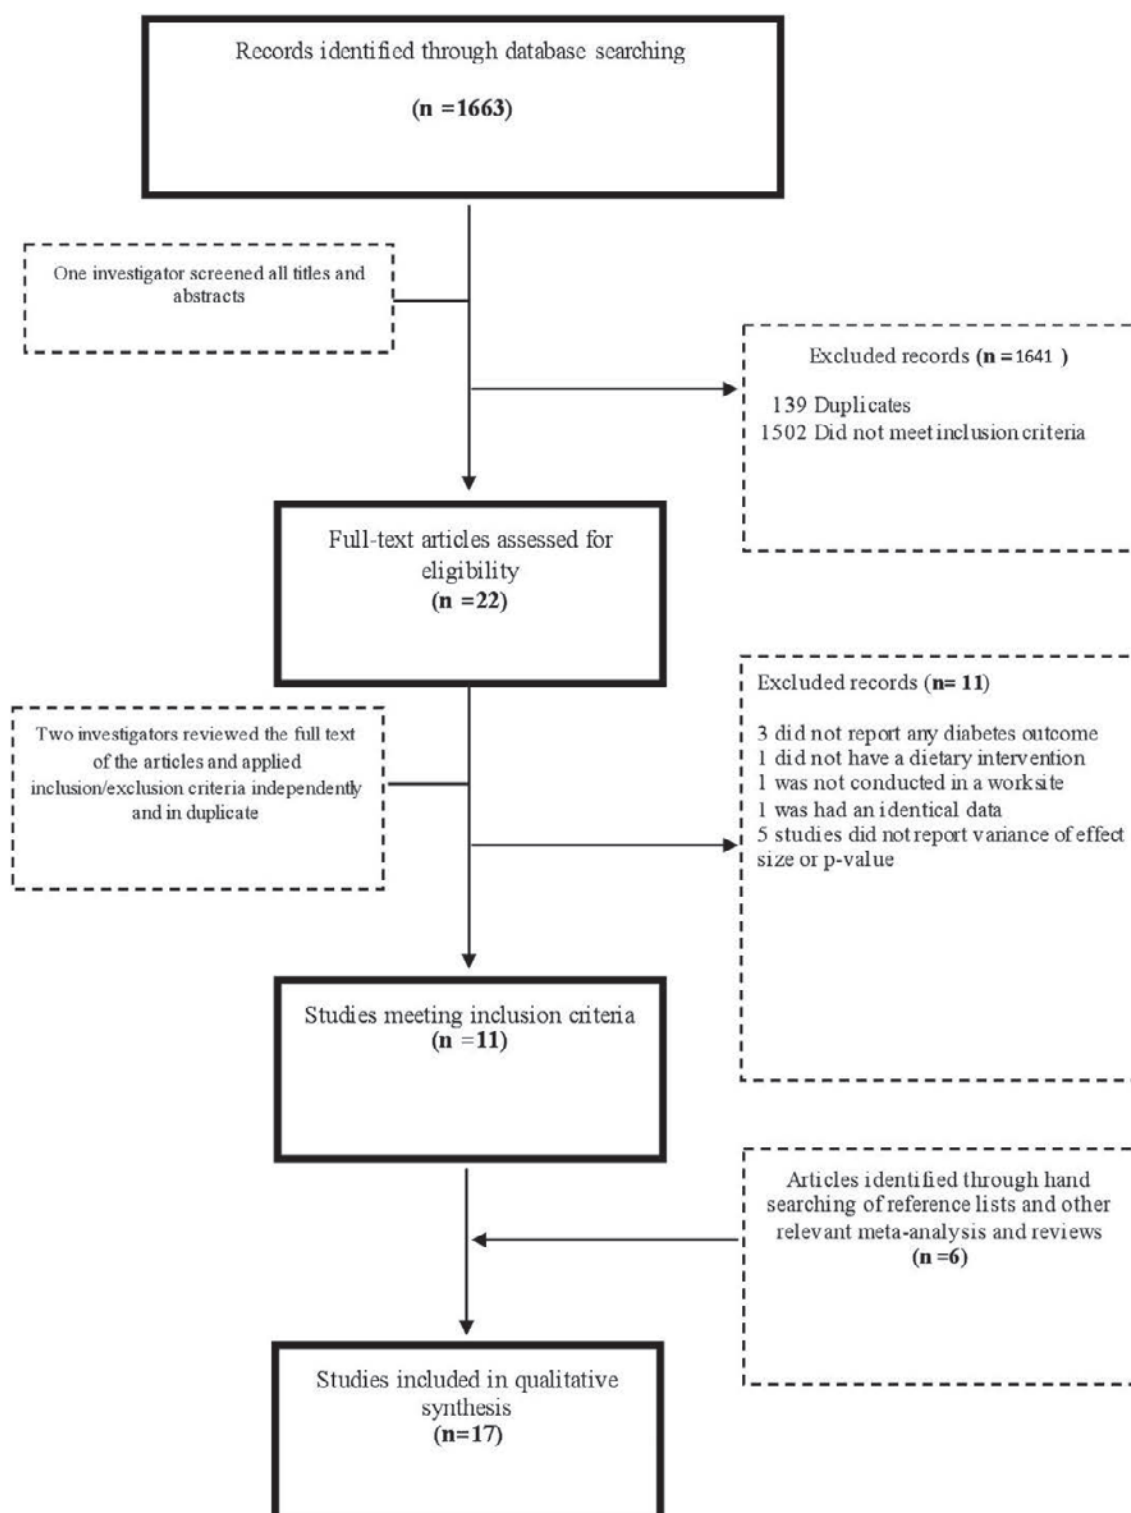 Records identified through database searching
(n =1663)
One investigator screened all titles and
abstracts
Excluded records (n =1641 )
139 Duplicates
1502 Did not meet inclusion criteria
Full-text articles assessed for
eligibility
(n =22)
Two investigators reviewed the full text
of the articles and applied
inclusion/exclusion criteria independently
and in duplicate
Excluded records (n= 11)
3 did not report any diabetes outcome
1 did not have a dietary intervention
1 was not conducted in a worksite
1 was had an identical data
5 studies did not report variance of effect
size or p-value
Studies meeting inclusion criteria
(n =11)
Articles identified through hand
searching of reference lists and other
relevant meta-analysis and reviews
(n =6)
Studies included in qualitative
synthesis
(n=17)